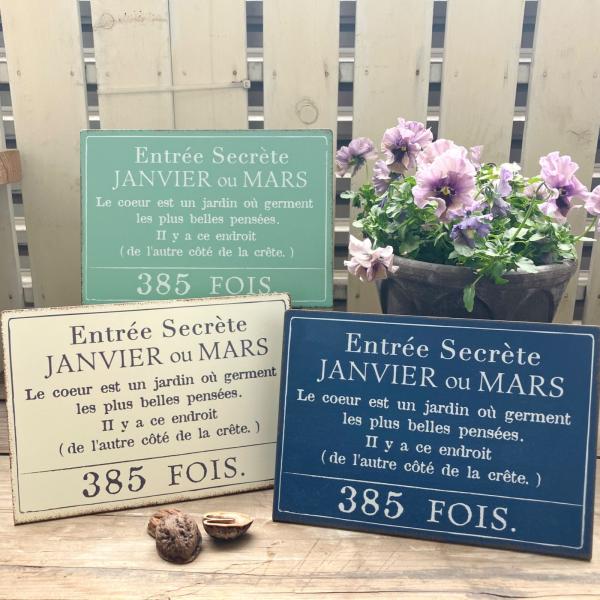 Entrée Secrète
JANVIER ou MARS
Le coeur est un jardin où germent
les plus belles pensées.
II y a ce endroit
( de l'autre côté de la crête. )
385 FOIS.
Entrée Secrète
JANVIER ou MARS
Le coeur est un jardin où germent
les plus belles pensées.
II y a ce endroit
( de l'autre côté de la crête. )
385 FOIS.
Entrée Secrète
JANVIER ou MARS
Le coeur est un jardin où germent
les plus belles pensées.
II y a ce endroit
( de l'autre côté de la crête. )
385 FOIS.